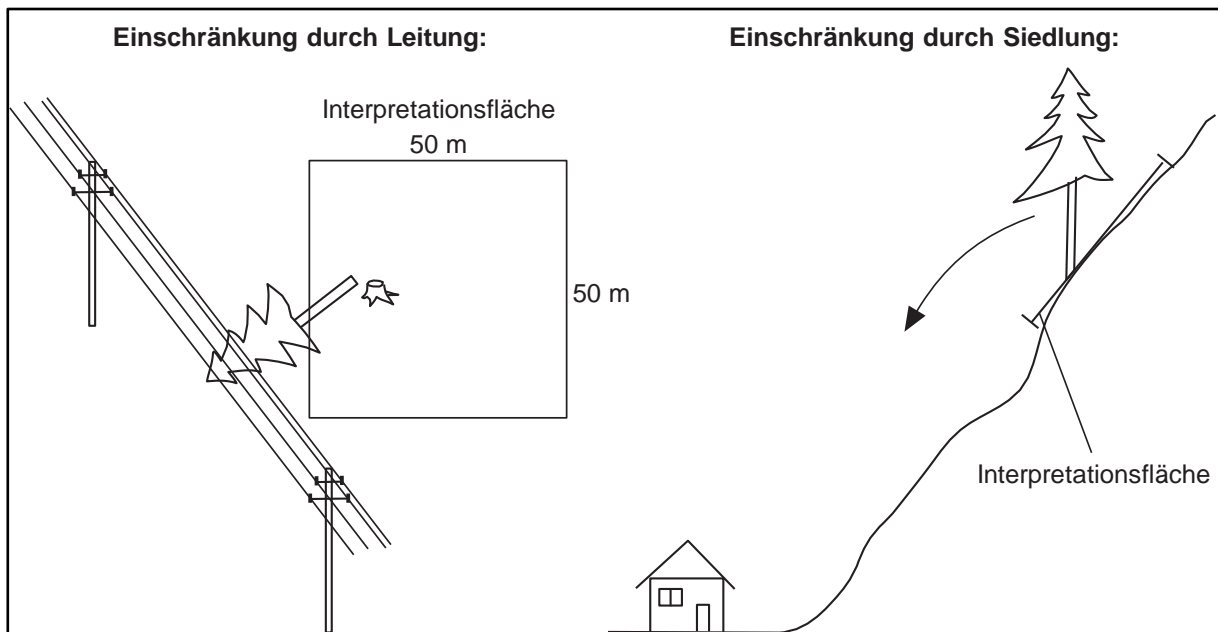 Einschränkung durch Leitung:
Interpretationsfläche
50 m
50 m
Einschränkung durch Siedlung:
Interpretationsfläche